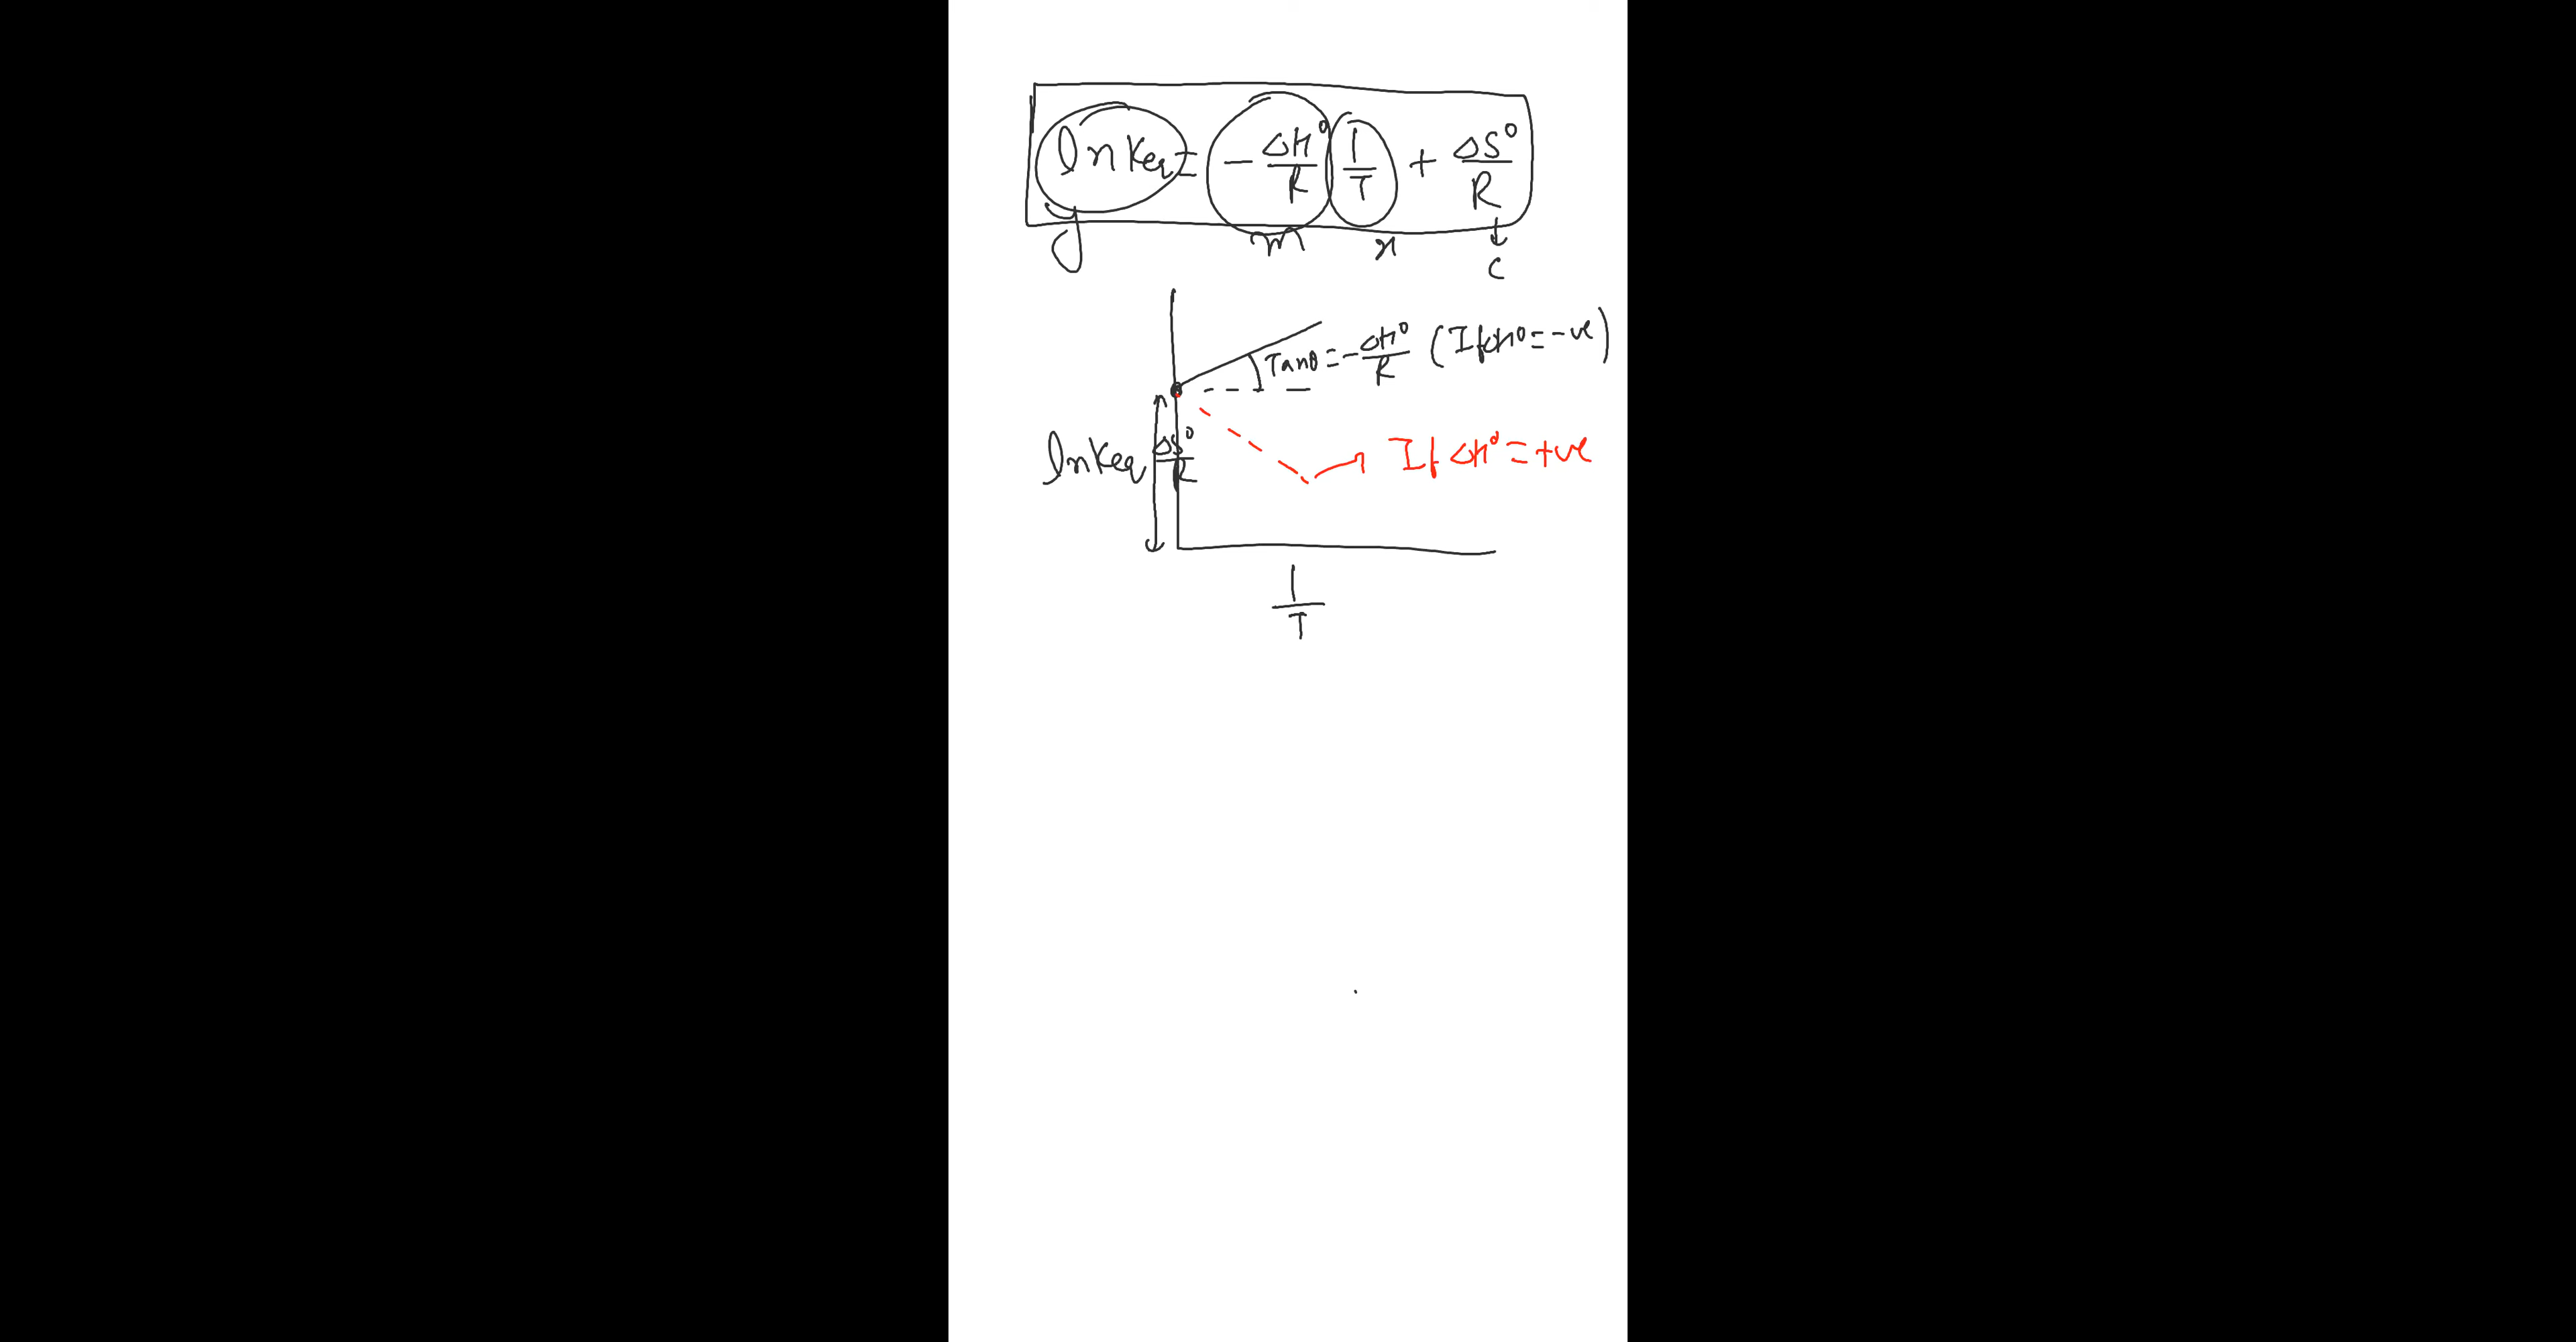 ln Keq = - ΔH°/R 1/T + ΔS°/R
y m x c
Tanθ = - ΔH°/R (If ΔH° = -ve)
ln Keq ΔS°/R
If ΔH° = +ve
1/T